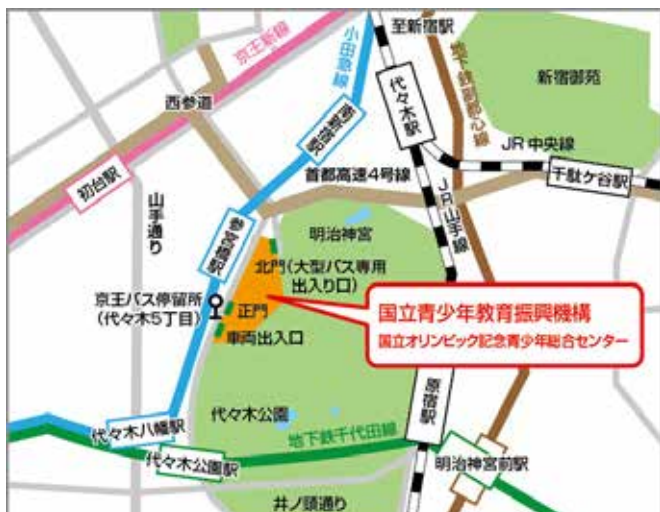 至新宿駅
京王新線
小田急線
地下鉄副都心線
新宿御苑
代々木駅
西参道
南新宿駅
JR 中央線
千駄ケ谷駅
初台駅
首都高速4号線
JR山手線
山手通り
参宮橋駅
明治神宮
北門(大型バス専用
出入り口)
京王バス停留所
(代々木5丁目)
正門
車両出入口
国立青少年教育振興機構
国立オリンピック記念青少年総合センター
原宿駅
代々木公園
代々木八幡駅
地下鉄千代田線
代々木公園駅
明治神宮前駅
井ノ頭通り